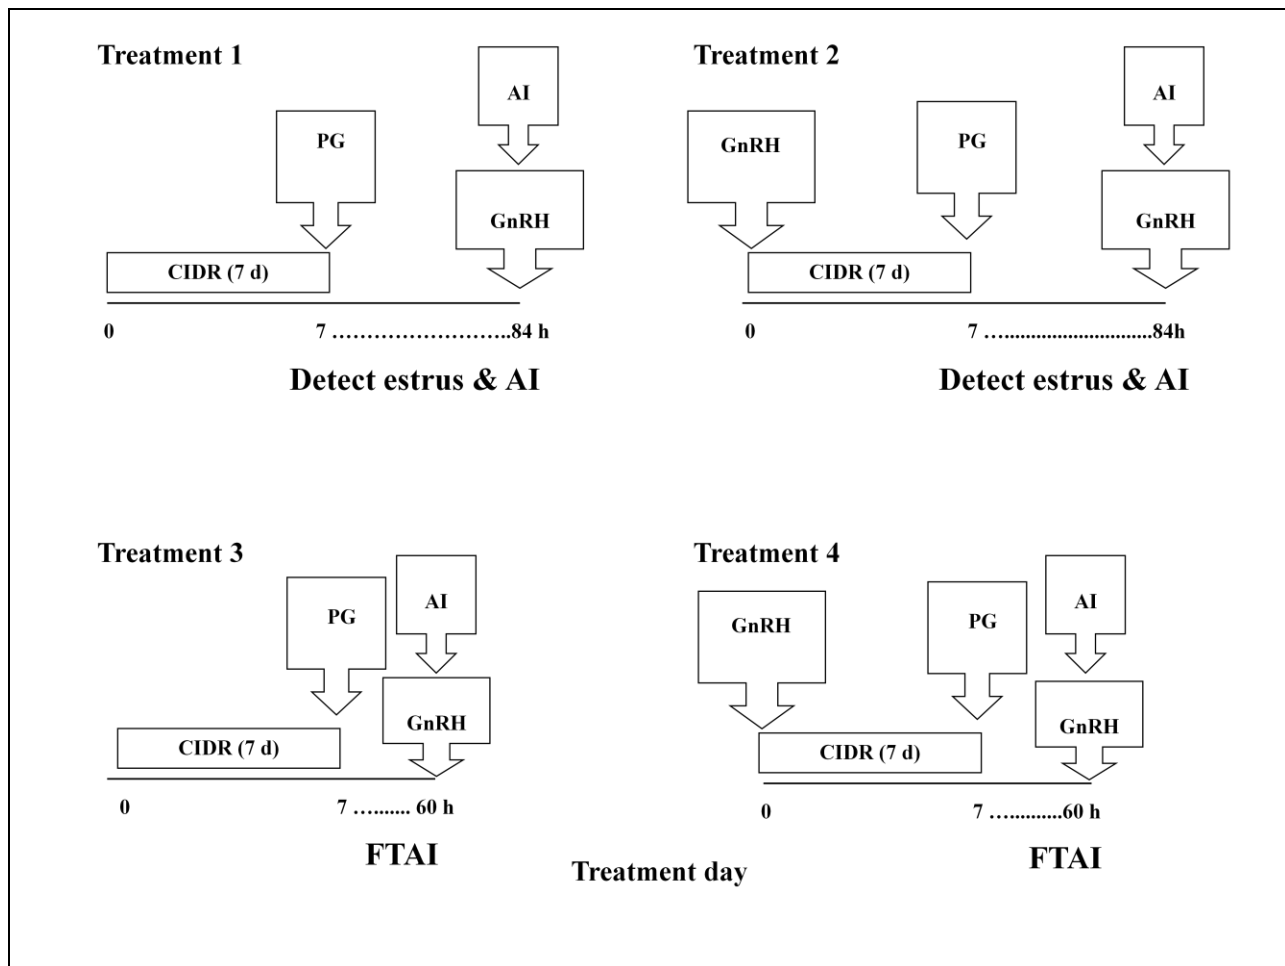 Treatment 1
AI
PG
GnRH
CIDR (7 d)
0
7 ……………………..84 h
Detect estrus & AI
Treatment 2
AI
GnRH
PG
GnRH
CIDR (7 d)
0
7 …............................84h
Detect estrus & AI
Treatment 3
PG
AI
GnRH
CIDR (7 d)
0
7 …....... 60 h
FTAI
Treatment 4
GnRH
PG
AI
GnRH
CIDR (7 d)
0
7 …..........60 h
FTAI
Treatment day